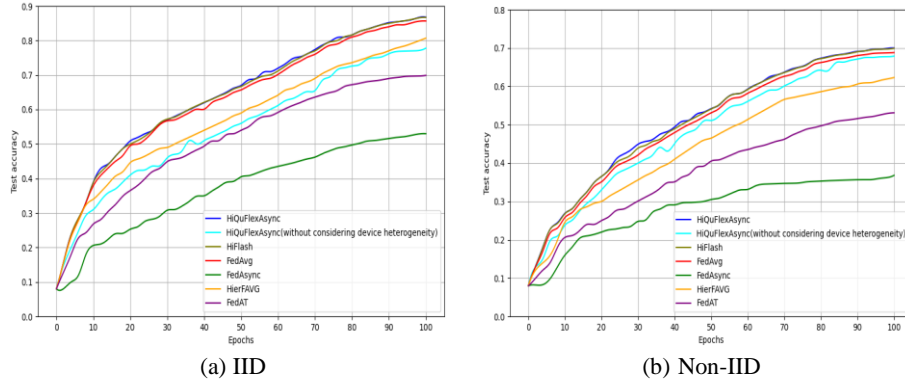 0.9
0.8
0.7
0.6
0.5
0.4
0.3
0.2
0.1
0.0
Test accuracy
0 10 20 30 40 50 60 70 80 90 100
Epochs
HiQuFlexAsync
HiQuFlexAsync(without considering device heterogeneity)
HiFlash
FedAvg
FedAsync
HierFAVG
FedAT
(a) IID
0.8
0.7
0.6
0.5
0.4
0.3
0.2
0.1
0.0
Test accuracy
0 10 20 30 40 50 60 70 80 90 100
Epochs
HiQuFlexAsync
HiQuFlexAsync(without considering device heterogeneity)
HiFlash
FedAvg
FedAsync
HierFAVG
FedAT
(b) Non-IID